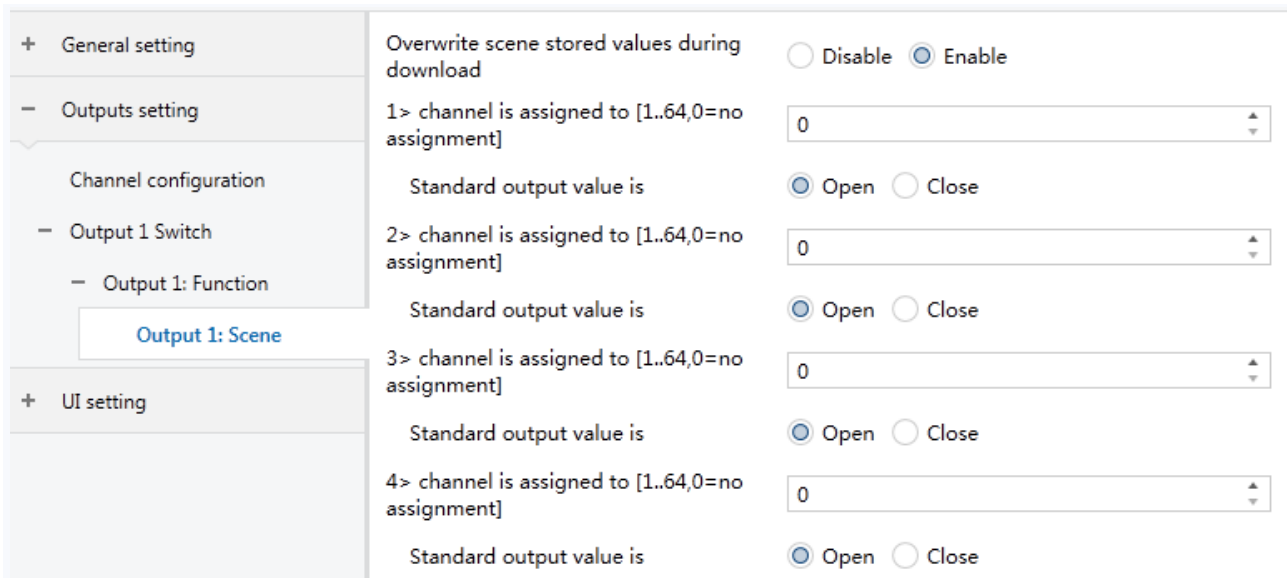 + General setting
− Outputs setting
Channel configuration
− Output 1 Switch
− Output 1: Function
Output 1: Scene
+ UI setting
Overwrite scene stored values during
download
Disable Enable
1> channel is assigned to [1..64,0=no
assignment]
0
Standard output value is
Open Close
2> channel is assigned to [1..64,0=no
assignment]
0
Standard output value is
Open Close
3> channel is assigned to [1..64,0=no
assignment]
0
Standard output value is
Open Close
4> channel is assigned to [1..64,0=no
assignment]
0
Standard output value is
Open Close